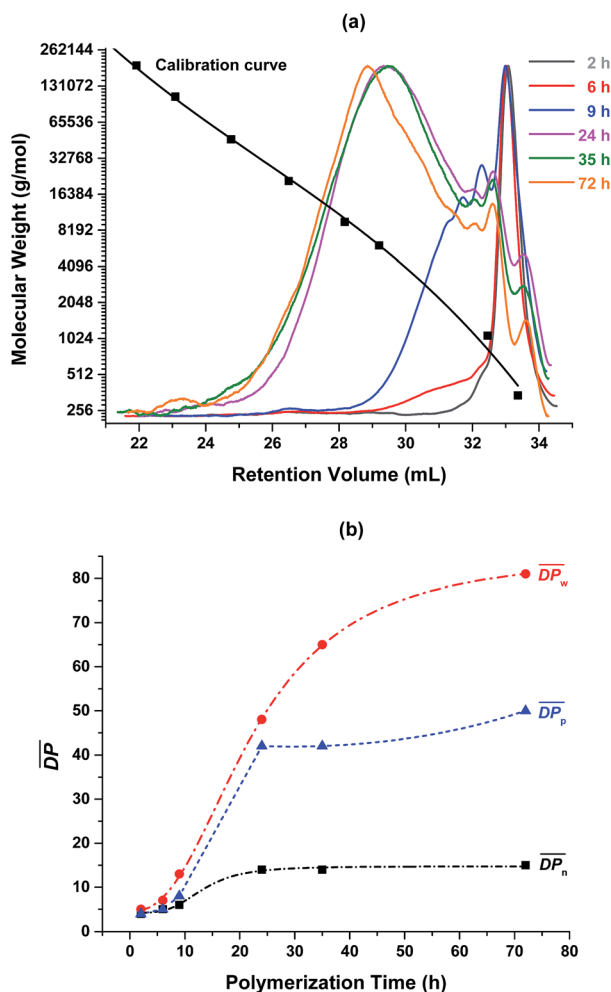 (a)
262144
131072
65536
32768
16384
8192
4096
2048
1024
512
256
Molecular Weight (g/mol)
Calibration curve
2 h
6 h
9 h
24 h
35 h
72 h
22 24 26 28 30 32 34
Retention Volume (mL)
(b)
80
70
60
50
40
30
20
10
0
DP
DPw
DPp
DPn
0 10 20 30 40 50 60 70 80
Polymerization Time (h)